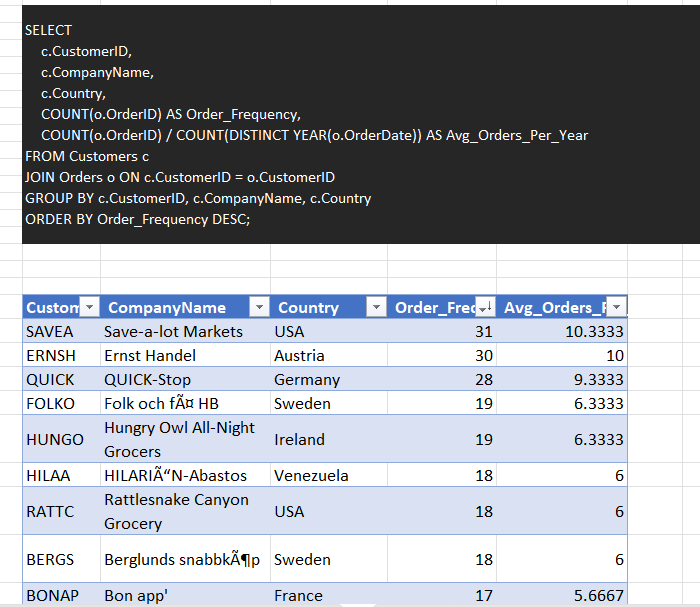 SELECT
c.CustomerID,
c.CompanyName,
c.Country,
COUNT(o.OrderID) AS Order_Frequency,
COUNT(o.OrderID) / COUNT(DISTINCT YEAR(o.OrderDate)) AS Avg_Orders_Per_Year
FROM Customers c
JOIN Orders o ON c.CustomerID = o.CustomerID
GROUP BY c.CustomerID, c.CompanyName, c.Country
ORDER BY Order_Frequency DESC;
Custom CompanyName Country Order_Freq Avg_Orders_P
SAVEA Save-a-lot Markets USA 31 10.3333
ERNSH Ernst Handel Austria 30 10
QUICK QUICK-Stop Germany 28 9.3333
FOLKO Folk och fÃ¤ HB Sweden 19 6.3333
HUNGO Hungry Owl All-Night Ireland 19 6.3333
Grocers
HILAA HILARIÃ“N-Abastos Venezuela 18 6
RATTC Rattlesnake Canyon USA 18 6
Grocery
BERGS Berglunds snabbkÃ¶p Sweden 18 6
BONAP Bon app' France 17 5.6667